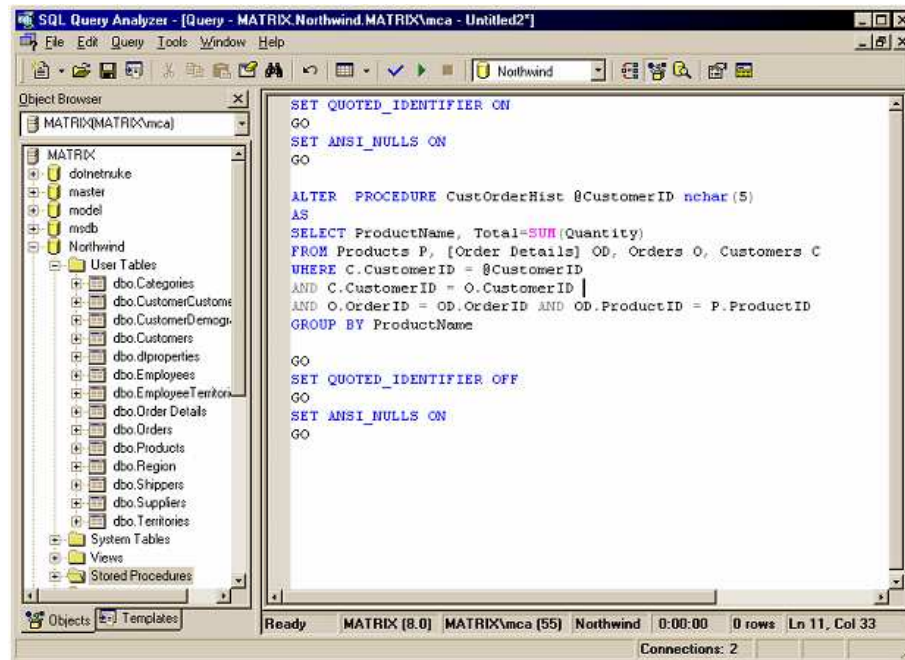 SQL Query Analyzer - [Query - MATRIX.Northwind.MATRIX\mca - Untitled2*]
File Edit Query Tools Window Help
Northwind
Object Browser
MATRIX(MATRIX\mca)
MATRIX
dotnetnuke
master
model
msdb
Northwind
User Tables
dbo.Categories
dbo.CustomerCustome
dbo.CustomerDemogr
dbo.Customers
dbo.dtproperties
dbo.Employees
dbo.EmployeeTerritori
dbo.Order Details
dbo.Orders
dbo.Products
dbo.Region
dbo.Shippers
dbo.Suppliers
dbo.Territories
System Tables
Views
Stored Procedures
Objects Templates
SET QUOTED_IDENTIFIER ON
GO
SET ANSI_NULLS ON
GO
ALTER PROCEDURE CustOrderHist @CustomerID nchar(5)
AS
SELECT ProductName, Total=SUM(Quantity)
FROM Products P, [Order Details] OD, Orders O, Customers C
WHERE C.CustomerID = @CustomerID
AND C.CustomerID = O.CustomerID
AND O.OrderID = OD.OrderID AND OD.ProductID = P.ProductID
GROUP BY ProductName
GO
SET QUOTED_IDENTIFIER OFF
GO
SET ANSI_NULLS ON
GO
Ready MATRIX (8.0) MATRIX\mca (55) Northwind 0:00:00 0 rows Ln 11, Col 33
Connections: 2